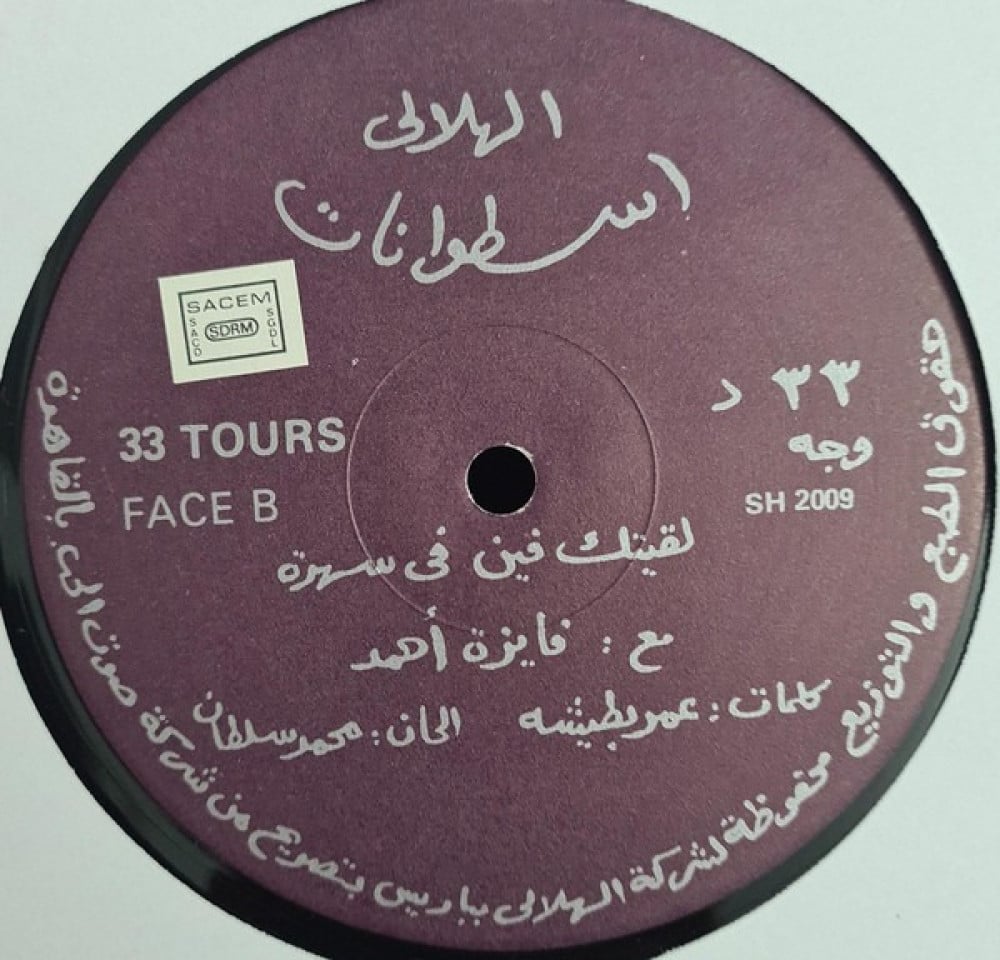 الهلالى
اسطوانات
SACEM
SACD
SDRM
SGDL
33 TOURS
٣٣ د
FACE B
وجه
SH 2009
لقيتك فين فى سهرة
مع : فايزة أحمد
كلمات : عمر بطيشه
الحان : محمد سلطان
حقوق الطبع والتوزيع محفوظة لشركة الهلالى بباريس بتصريح من شركة صوت الحب بالقاهرة